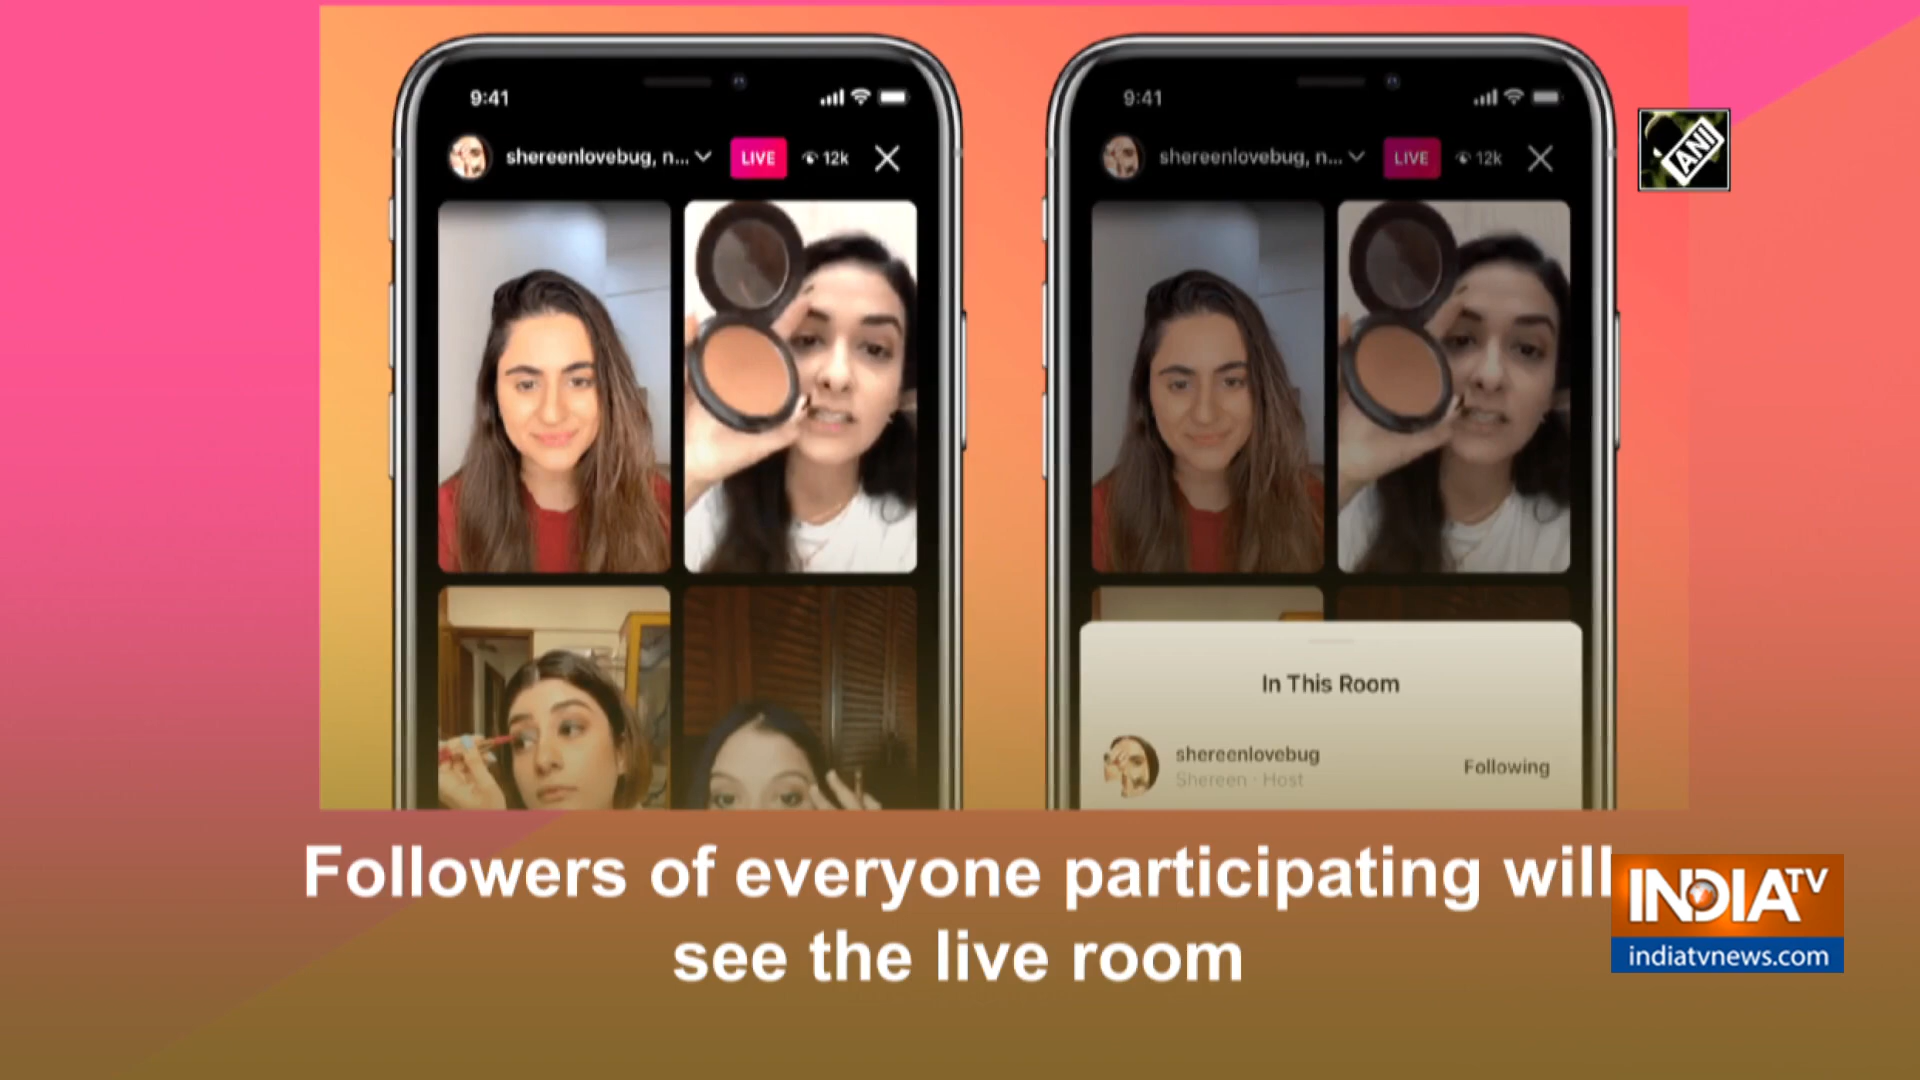 9:41
shereenlovebug, n...
LIVE
12k
9:41
shereenlovebug, n...
LIVE
12k
In This Room
shereenlovebug
Shereen · Host
Following
ANI
Followers of everyone participating will
see the live room
INDIA TV
indiatvnews.com